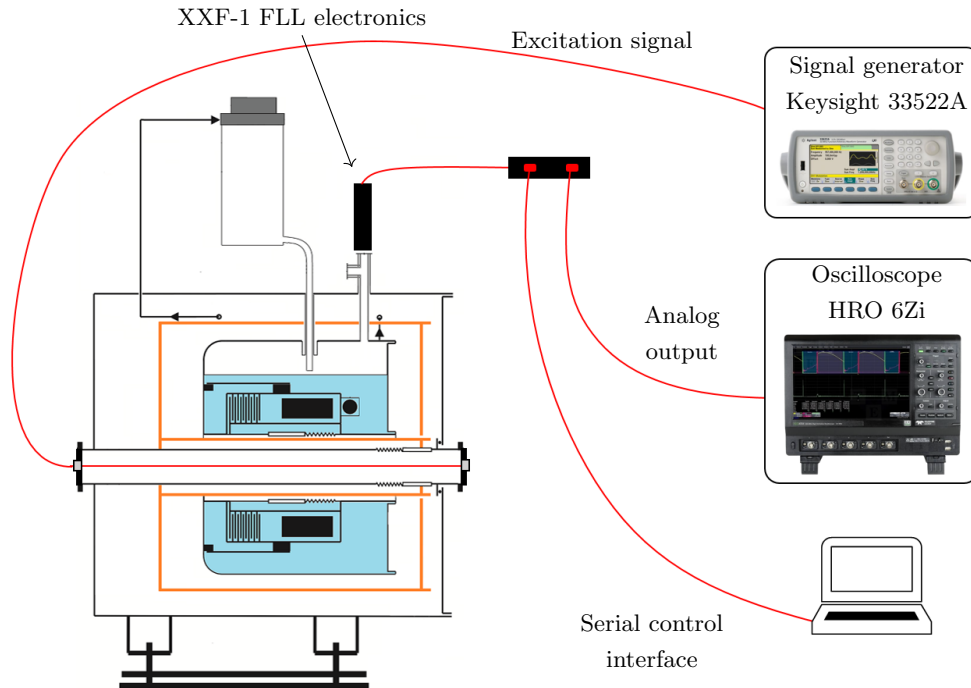 XXF-1 FLL electronics
Excitation signal
Signal generator
Keysight 33522A
Oscilloscope
HRO 6Zi
Analog
output
Serial control
interface